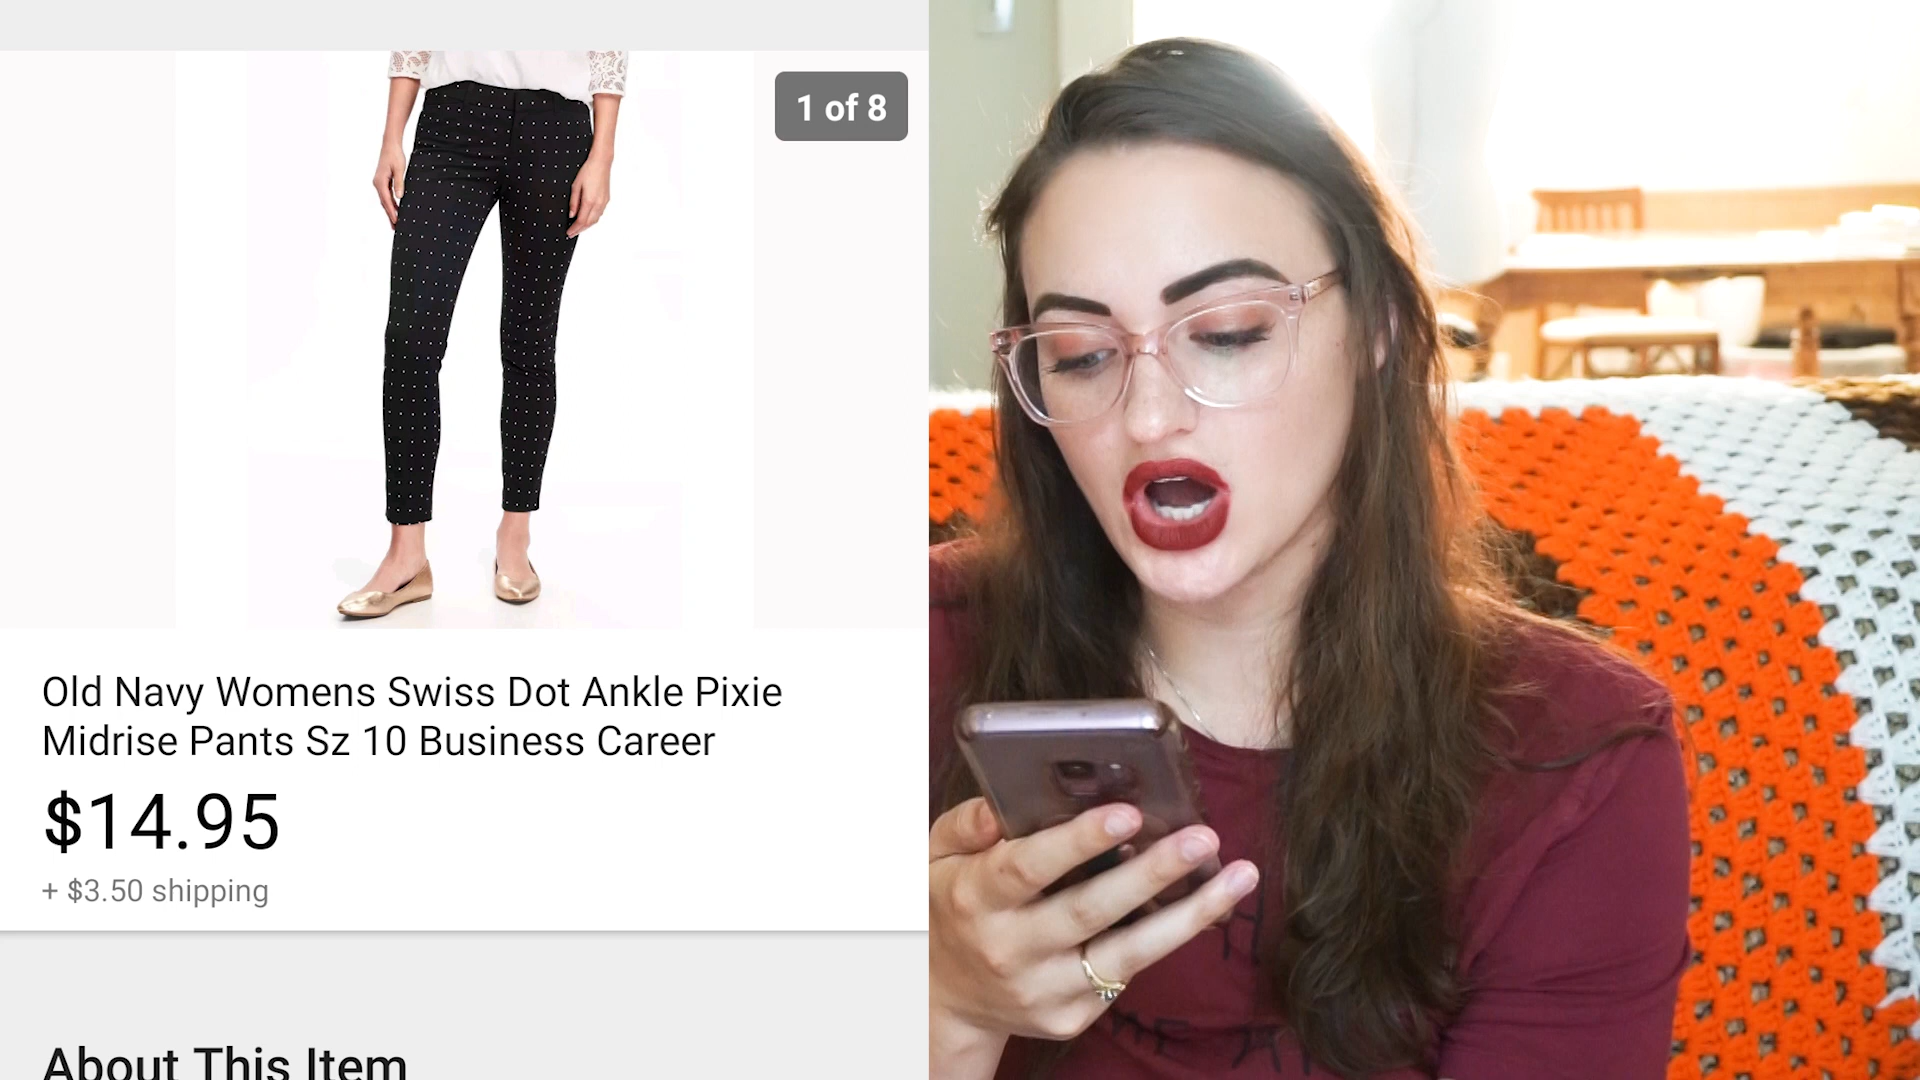 1 of 8
Old Navy Womens Swiss Dot Ankle Pixie
Midrise Pants Sz 10 Business Career
$14.95
+ $3.50 shipping
About This Item